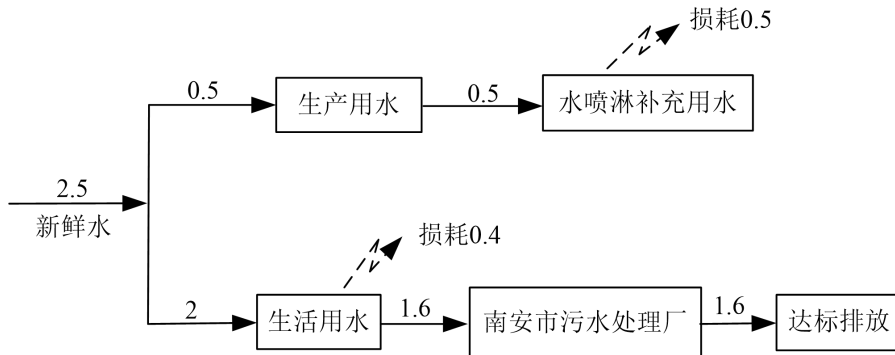 损耗0.5
0.5
生产用水
0.5
水喷淋补充用水
2.5
新鲜水
损耗0.4
2
生活用水
1.6
南安市污水处理厂
1.6
达标排放